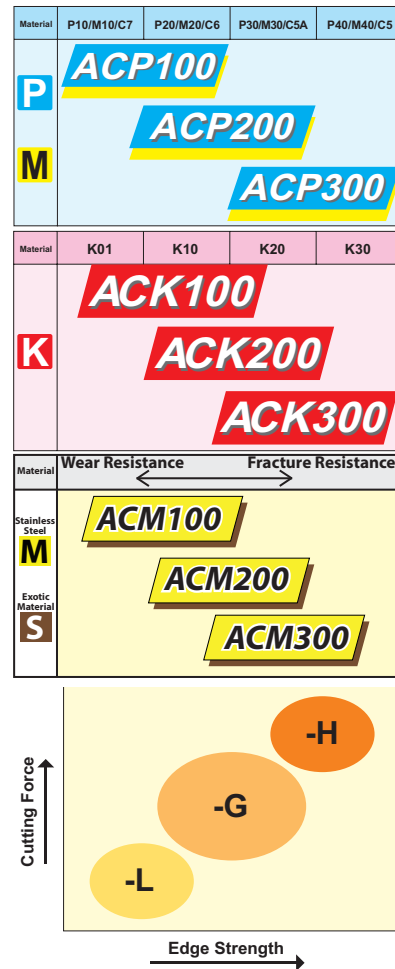 Material P10/M10/C7 P20/M20/C6 P30/M30/C5A P40/M40/C5
ACP100
P
ACP200
M
ACP300
Material K01 K10 K20 K30
ACK100
K
ACK200
ACK300
Material Wear Resistance Fracture Resistance
Stainless
Steel
M
ACM100
ACM200
Exotic
Material
S
ACM300
Cutting Force
-H
-G
-L
Edge Strength